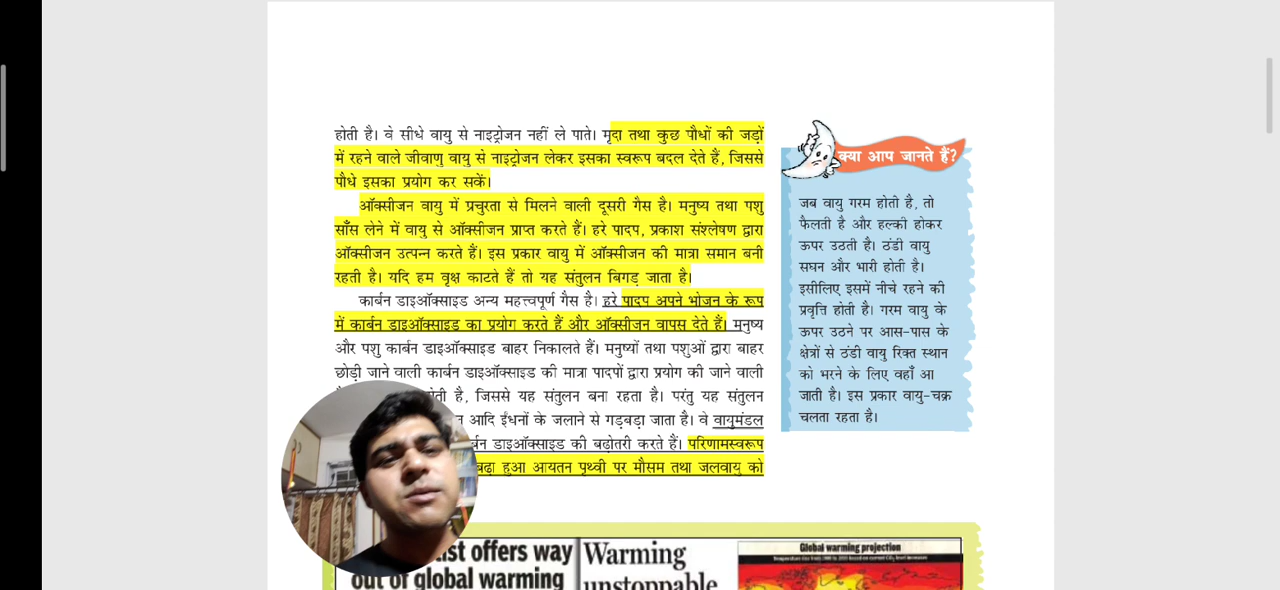 होती है। वे सीधे वायु से नाइट्रोजन नहीं ले पाते। मृदा तथा कुछ पौधों की जड़ों
में रहने वाले जीवाणु वायु से नाइट्रोजन लेकर इसका स्वरूप बदल देते हैं, जिससे
पौधे इसका प्रयोग कर सकें।
ऑक्सीजन वायु में प्रचुरता से मिलने वाली दूसरी गैस है। मनुष्य तथा पशु
साँस लेने में वायु से ऑक्सीजन प्राप्त करते हैं। हरे पादप, प्रकाश संश्लेषण द्वारा
ऑक्सीजन उत्पन्न करते हैं। इस प्रकार वायु में ऑक्सीजन की मात्रा समान बनी
रहती है। यदि हम वृक्ष काटते हैं तो यह संतुलन बिगड़ जाता है।
कार्बन डाइऑक्साइड अन्य महत्त्वपूर्ण गैस है। हरे पादप अपने भोजन के रूप
में कार्बन डाइऑक्साइड का प्रयोग करते हैं और ऑक्सीजन वापस देते हैं। मनुष्य
और पशु कार्बन डाइऑक्साइड बाहर निकालते हैं। मनुष्यों तथा पशुओं द्वारा बाहर
छोड़ी जाने वाली कार्बन डाइऑक्साइड की मात्रा पादपों द्वारा प्रयोग की जाने वाली
है, जिससे यह संतुलन बना रहता है। परंतु यह संतुलन
आदि ईंधनों के जलाने से गड़बड़ा जाता है। वे वायुमंडल
डाइऑक्साइड की बढ़ोतरी करते हैं। परिणामस्वरूप
बढ़ा हुआ आयतन पृथ्वी पर मौसम तथा जलवायु को
क्या आप जानते हैं?
जब वायु गरम होती है, तो
फैलती है और हल्की होकर
ऊपर उठती है। ठंडी वायु
सघन और भारी होती है।
इसीलिए इसमें नीचे रहने की
प्रवृत्ति होती है। गरम वायु के
ऊपर उठने पर आस-पास के
क्षेत्रों से ठंडी वायु रिक्त स्थान
को भरने के लिए वहाँ आ
जाती है। इस प्रकार वायु-चक्र
चलता रहता है।
offers way
out of global warming
Warming
unstoppable
Global warming projection